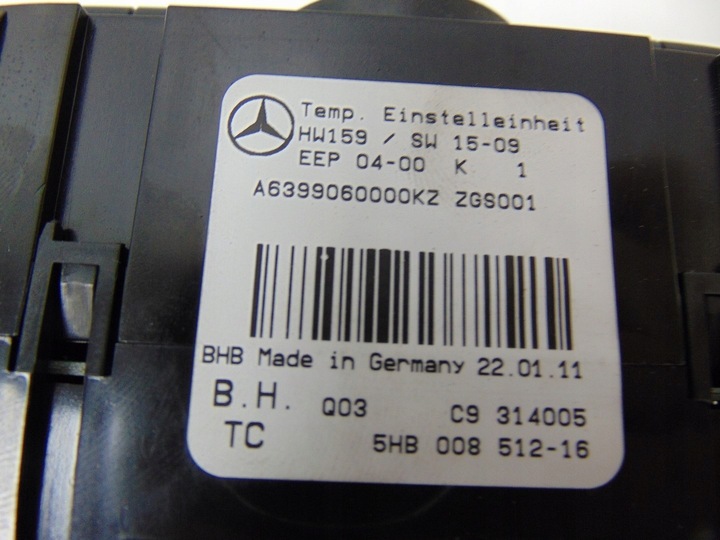 Temp. Einstelleinheit
HW159 / SW 15-09
EEP 04-00 K 1
A6399060000KZ ZGS001
BHB Made in Germany 22.01.11
B.H. Q03 C9 314005
TC 5HB 008 512-16